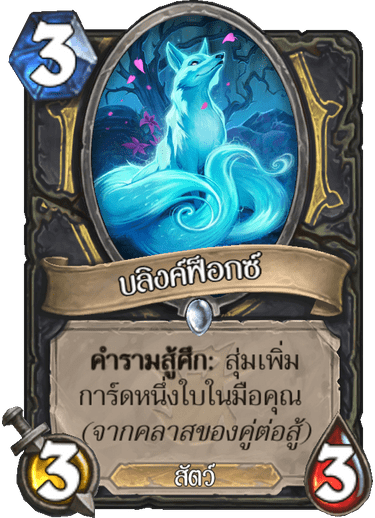 3
บลิงค์ฟ็อกซ์
คำรามสู้ศึก: สุ่มเพิ่ม
การ์ดหนึ่งใบในมือคุณ
(จากคลาสของคู่ต่อสู้)
3 สัตว์ 3